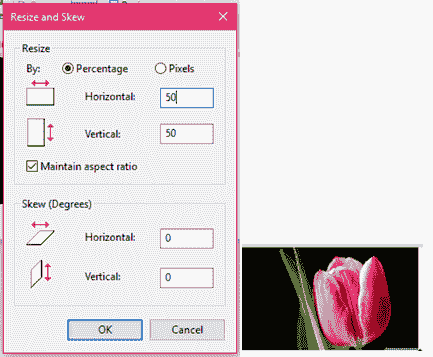 Resize and Skew
Resize
By: Percentage Pixels
Horizontal: 50
Vertical: 50
Maintain aspect ratio
Skew (Degrees)
Horizontal: 0
Vertical: 0
OK Cancel